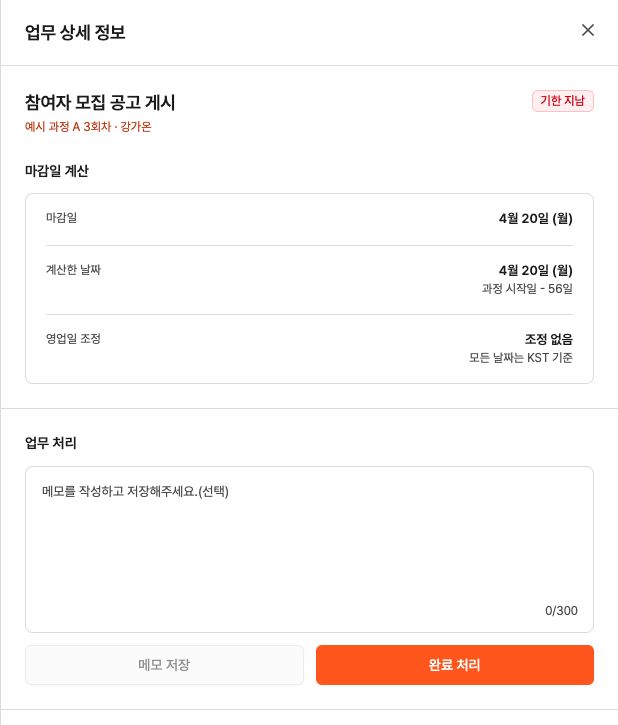 업무 상세 정보
참여자 모집 공고 게시
기한 지남
예시 과정 A 3회차 · 강가온
마감일 계산
마감일
4월 20일 (월)
계산한 날짜
4월 20일 (월)
과정 시작일 - 56일
영업일 조정
조정 없음
모든 날짜는 KST 기준
업무 처리
메모를 작성하고 저장해주세요.(선택)
0/300
메모 저장
완료 처리